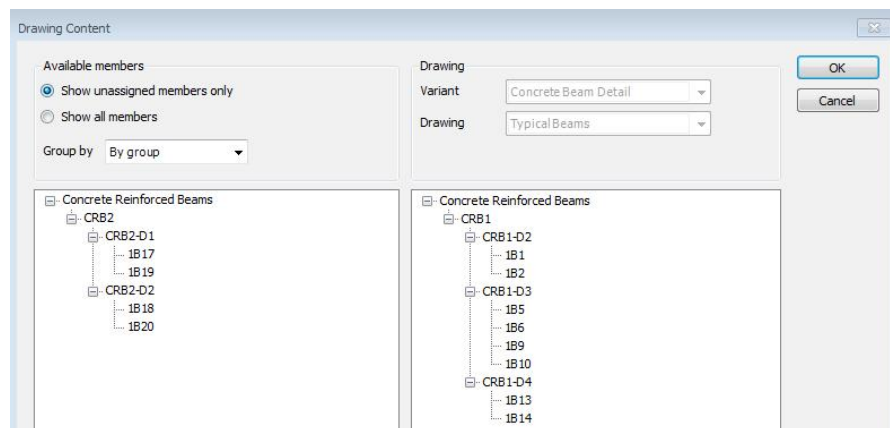 Drawing Content
Available members
Show unassigned members only
Show all members
Group by By group
Drawing
Variant Concrete Beam Detail
Drawing Typical Beams
OK
Cancel
Concrete Reinforced Beams
CRB2
CRB2-D1
1B17
1B19
CRB2-D2
1B18
1B20
Concrete Reinforced Beams
CRB1
CRB1-D2
1B1
1B2
CRB1-D3
1B5
1B6
1B9
1B10
CRB1-D4
1B13
1B14